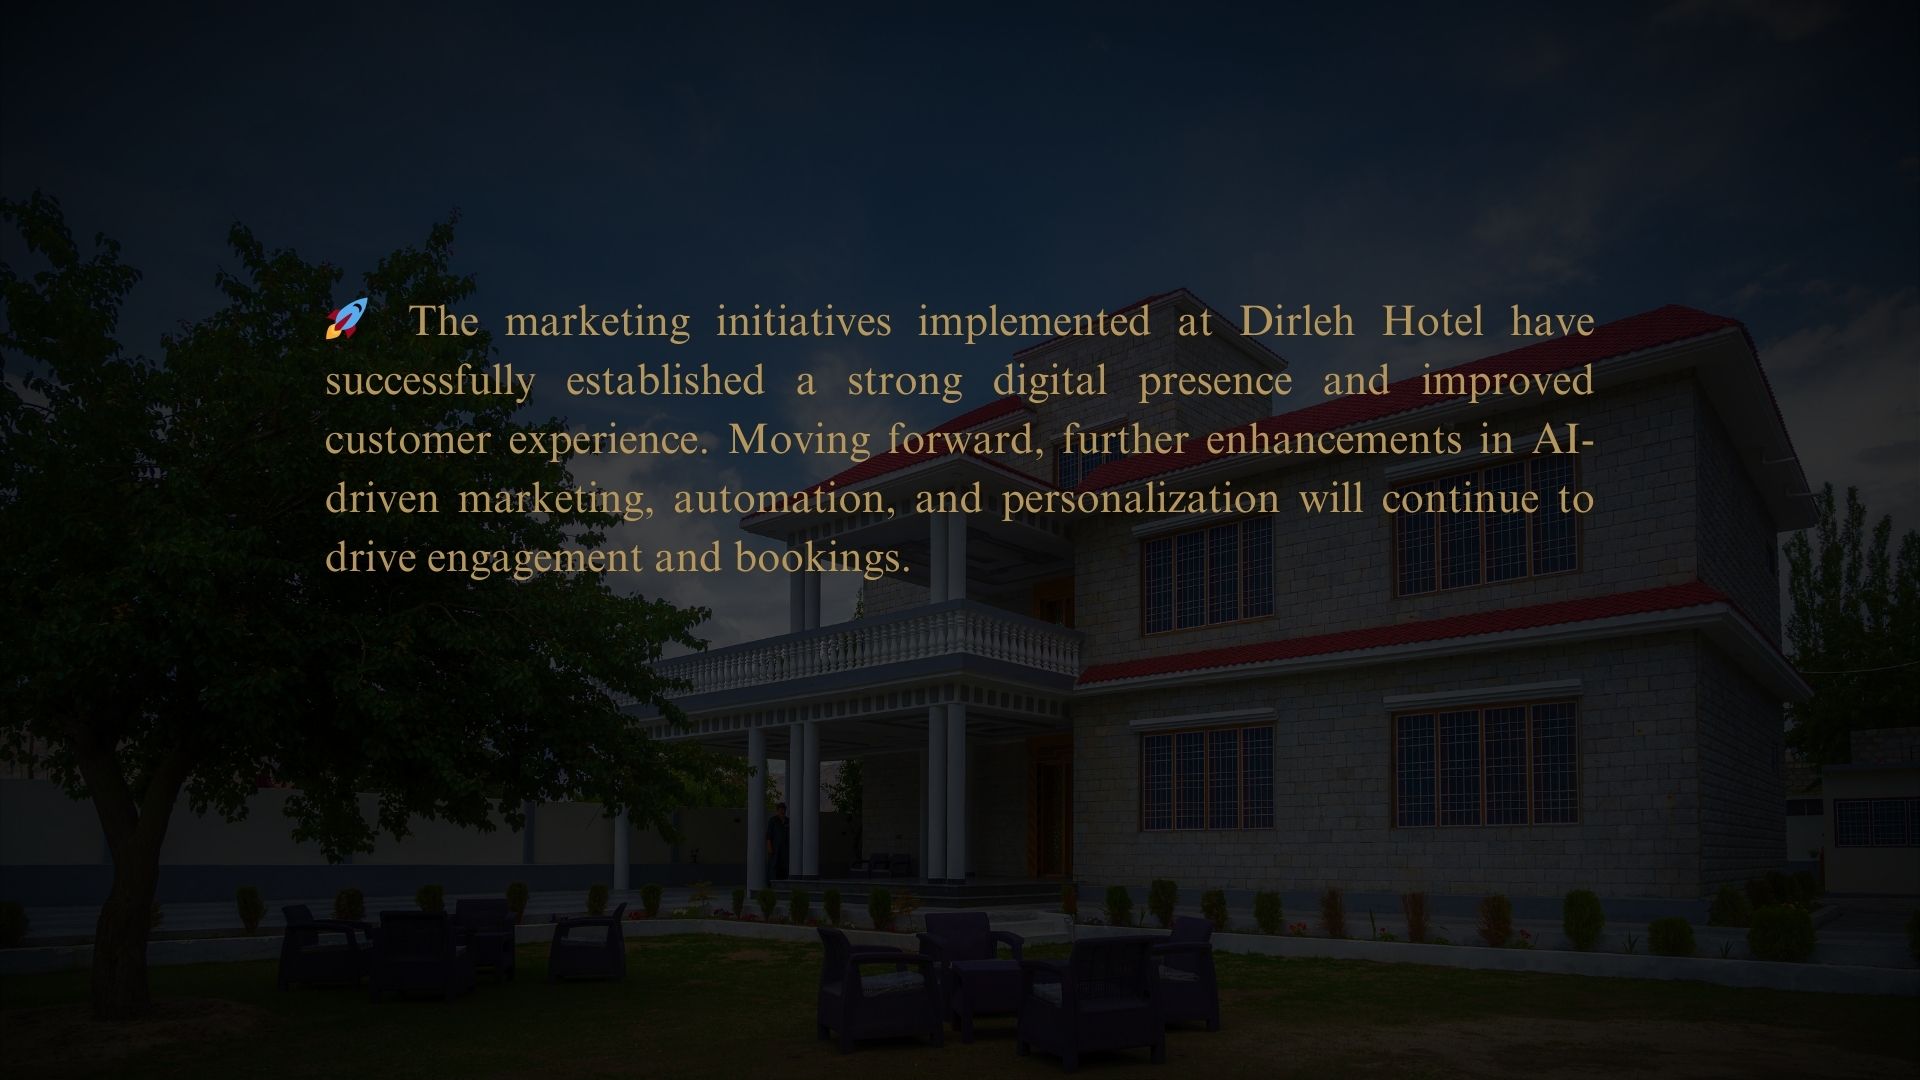 🚀 The marketing initiatives implemented at Dirleh Hotel have
successfully established a strong digital presence and improved
customer experience. Moving forward, further enhancements in AI-
driven marketing, automation, and personalization will continue to
drive engagement and bookings.